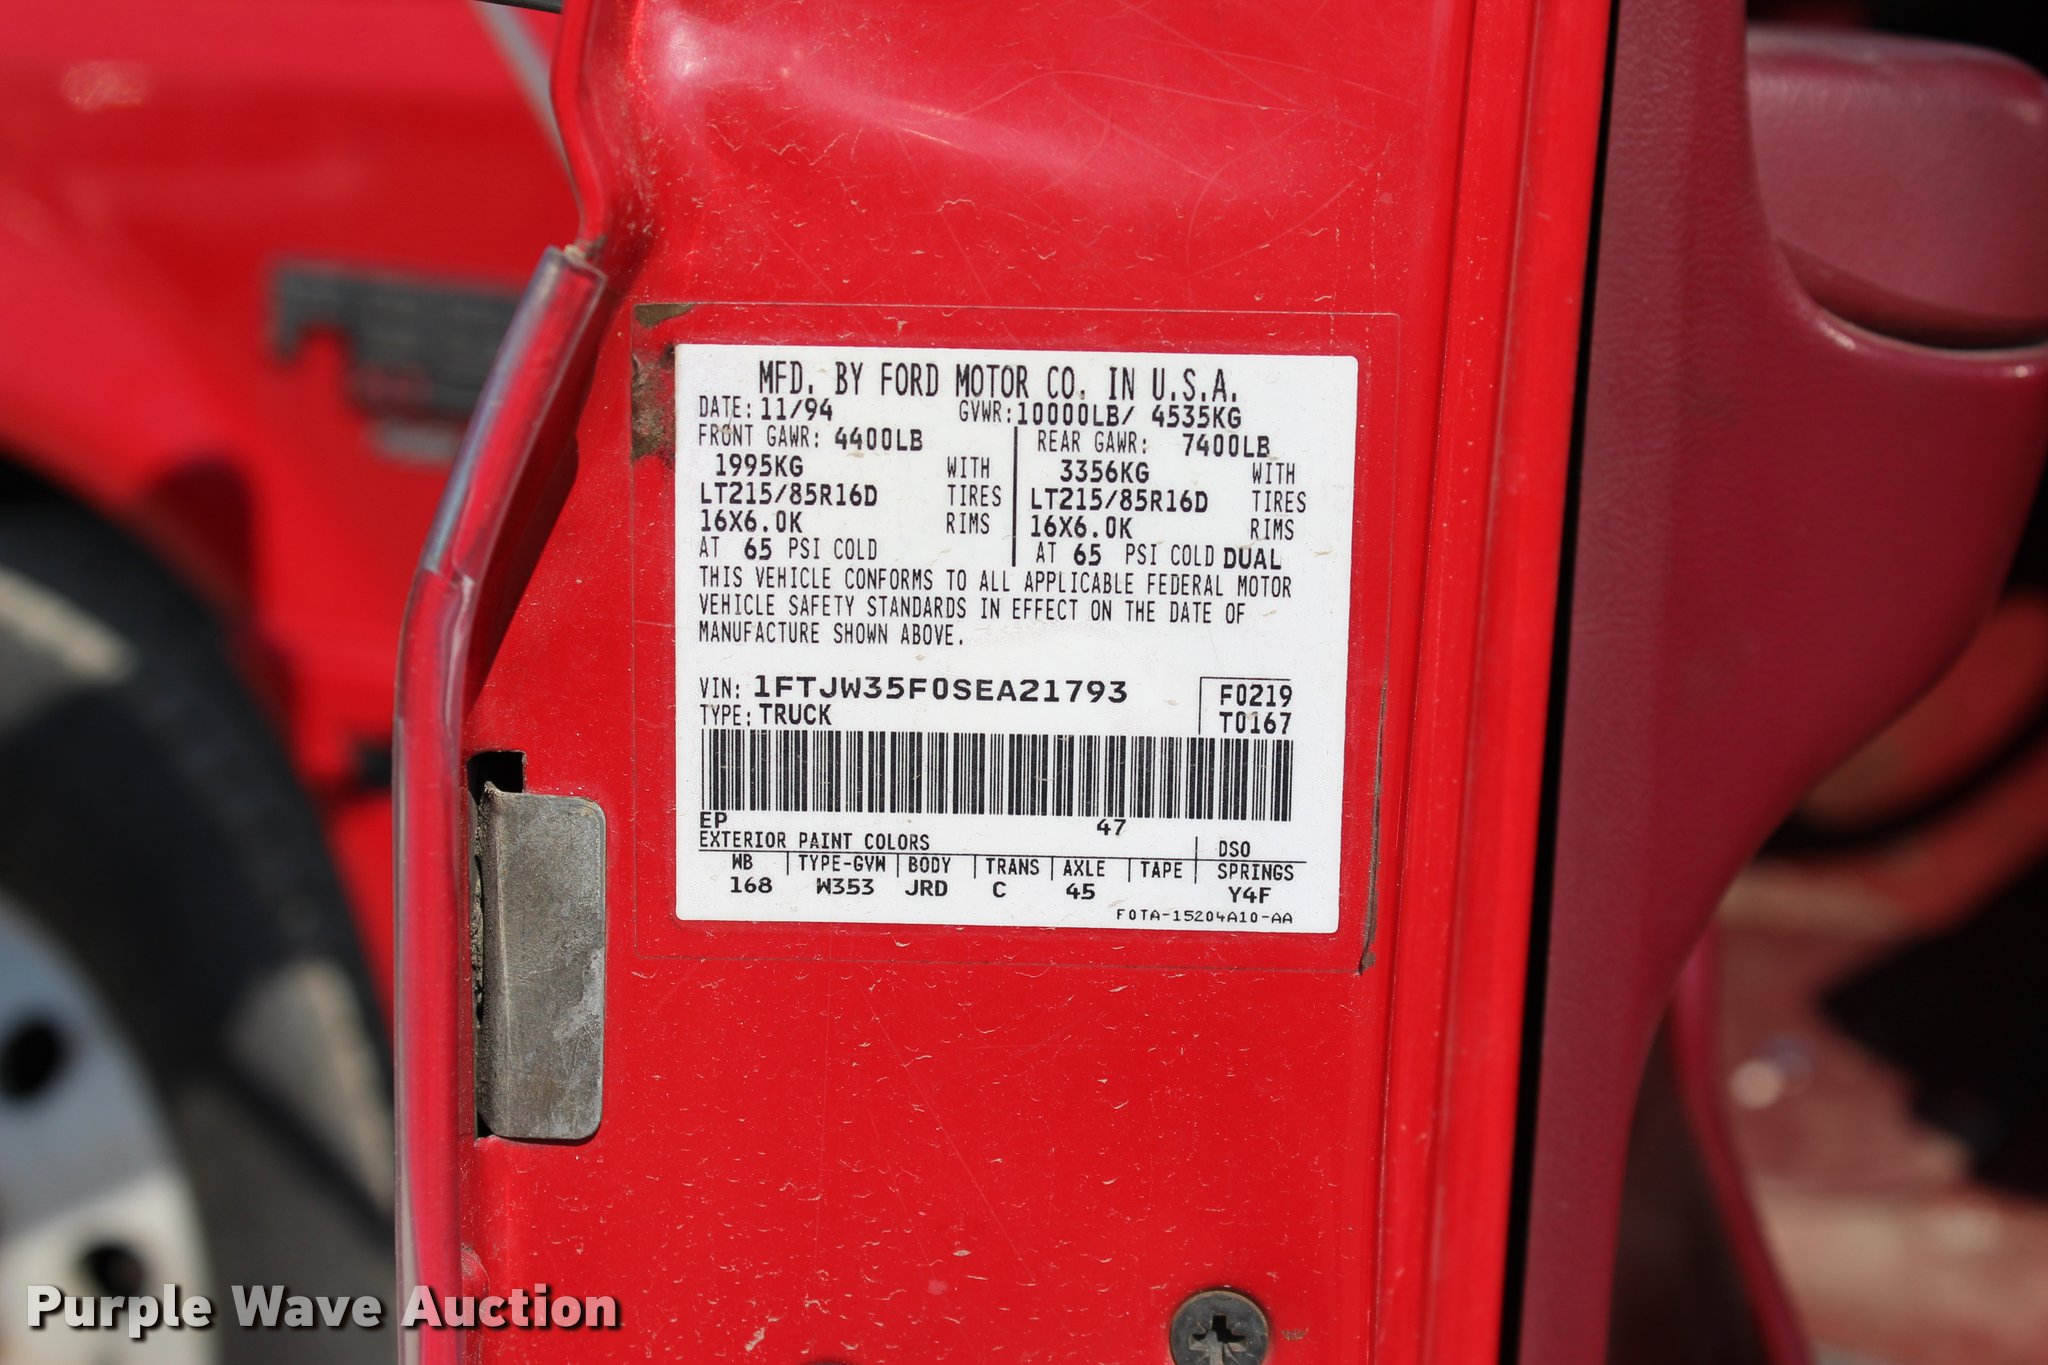 MFD. BY FORD MOTOR CO. IN U.S.A.
DATE: 11/94 GVWR: 10000LB/ 4535KG
FRONT GAWR: 4400LB REAR GAWR: 7400LB
1995KG WITH 3356KG WITH
LT215/85R16D TIRES LT215/85R16D TIRES
16X6.0K RIMS 16X6.0K RIMS
AT 65 PSI COLD AT 65 PSI COLD DUAL
THIS VEHICLE CONFORMS TO ALL APPLICABLE FEDERAL MOTOR
VEHICLE SAFETY STANDARDS IN EFFECT ON THE DATE OF
MANUFACTURE SHOWN ABOVE.
VIN: 1FTJW35F0SEA21793 F0219
TYPE: TRUCK T0167
EP 47
EXTERIOR PAINT COLORS DSO
WB TYPE-GVW BODY TRANS AXLE TAPE SPRINGS
168 W353 JRD C 45 Y4F
F0TA-15204A10-AA
Purple Wave Auction